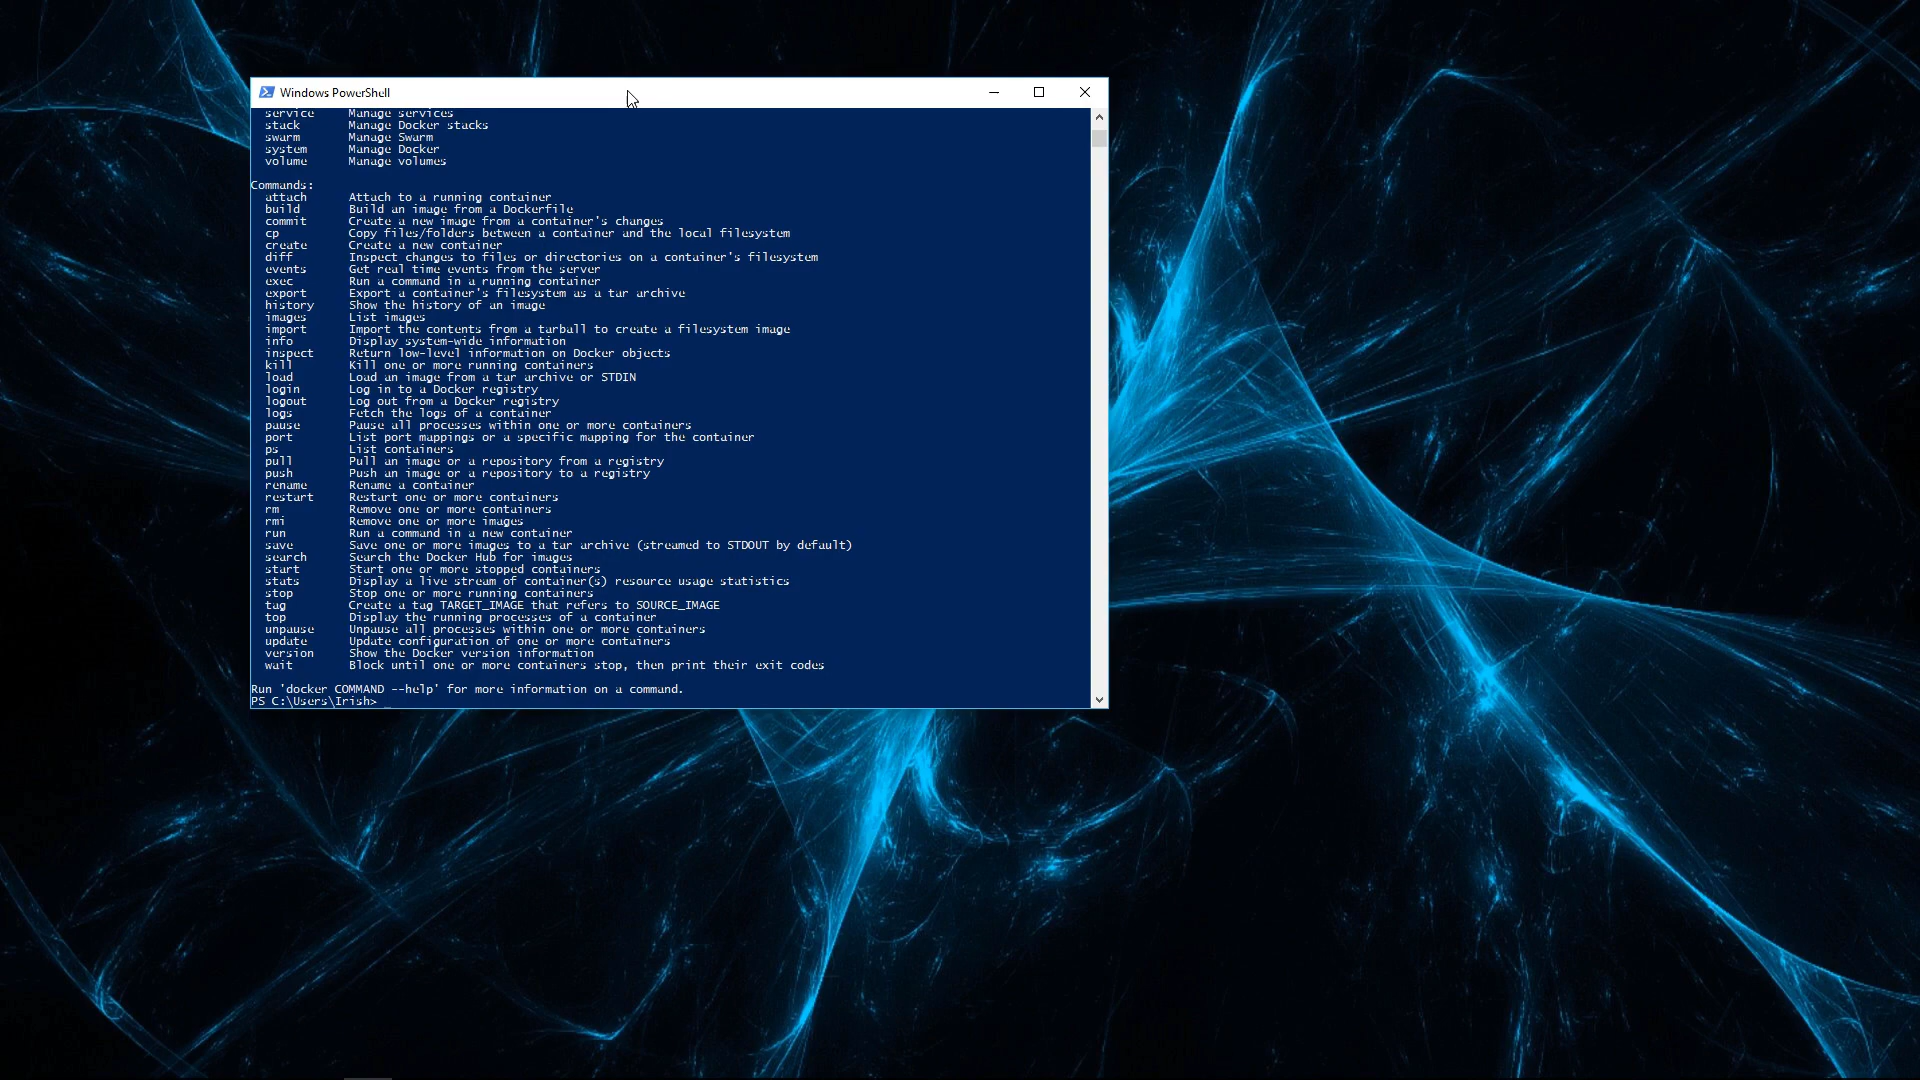 Windows PowerShell
service Manage services
stack Manage Docker stacks
swarm Manage Swarm
system Manage Docker
volume Manage volumes
Commands:
attach Attach to a running container
build Build an image from a Dockerfile
commit Create a new image from a container's changes
cp Copy files/folders between a container and the local filesystem
create Create a new container
diff Inspect changes to files or directories on a container's filesystem
events Get real time events from the server
exec Run a command in a running container
export Export a container's filesystem as a tar archive
history Show the history of an image
images List images
import Import the contents from a tarball to create a filesystem image
info Display system-wide information
inspect Return low-level information on Docker objects
kill Kill one or more running containers
load Load an image from a tar archive or STDIN
login Log in to a Docker registry
logout Log out from a Docker registry
logs Fetch the logs of a container
pause Pause all processes within one or more containers
port List port mappings or a specific mapping for the container
ps List containers
pull Pull an image or a repository from a registry
push Push an image or a repository to a registry
rename Rename a container
restart Restart one or more containers
rm Remove one or more containers
rmi Remove one or more images
run Run a command in a new container
save Save one or more images to a tar archive (streamed to STDOUT by default)
search Search the Docker Hub for images
start Start one or more stopped containers
stats Display a live stream of container(s) resource usage statistics
stop Stop one or more running containers
tag Create a tag TARGET_IMAGE that refers to SOURCE_IMAGE
top Display the running processes of a container
unpause Unpause all processes within one or more containers
update Update configuration of one or more containers
version Show the Docker version information
wait Block until one or more containers stop, then print their exit codes
Run 'docker COMMAND --help' for more information on a command.
PS C:\Users\Irish> _